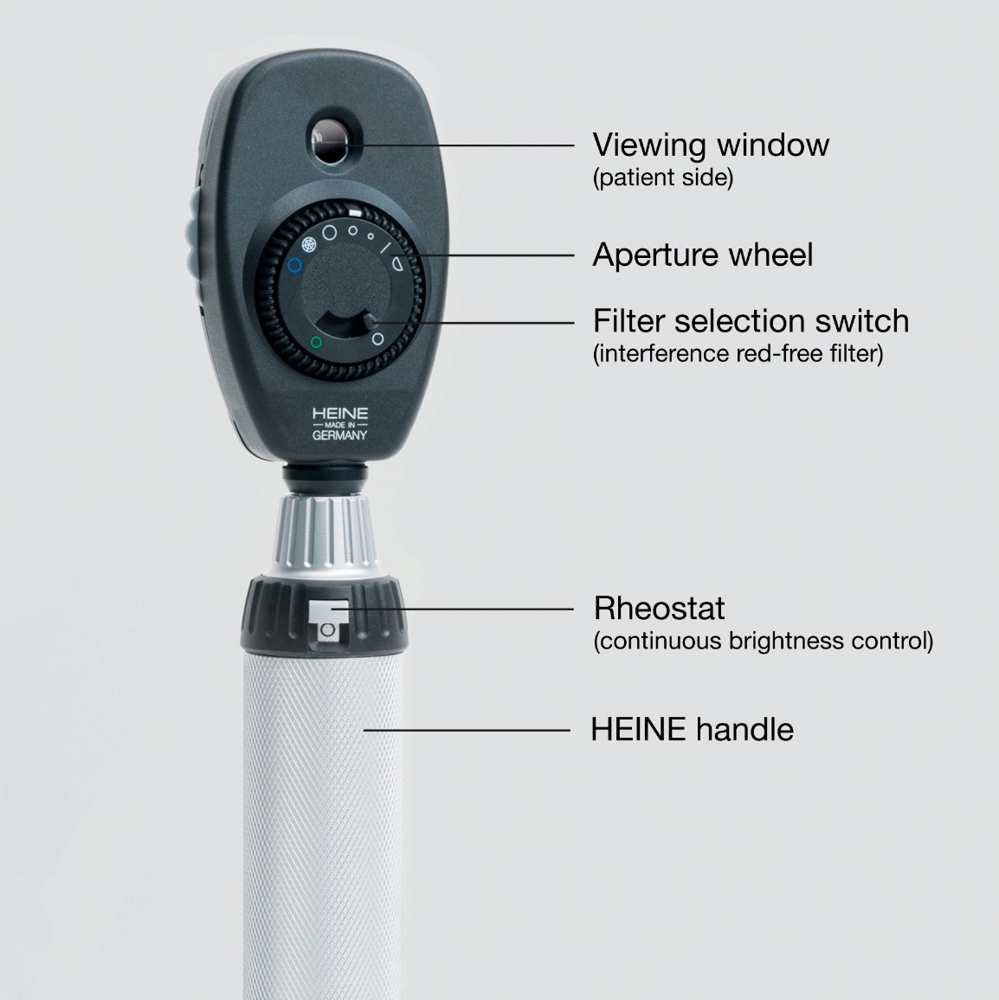 Viewing window
(patient side)
Aperture wheel
Filter selection switch
(interference red-free filter)
HEINE
MADE IN
GERMANY
Rheostat
(continuous brightness control)
HEINE handle